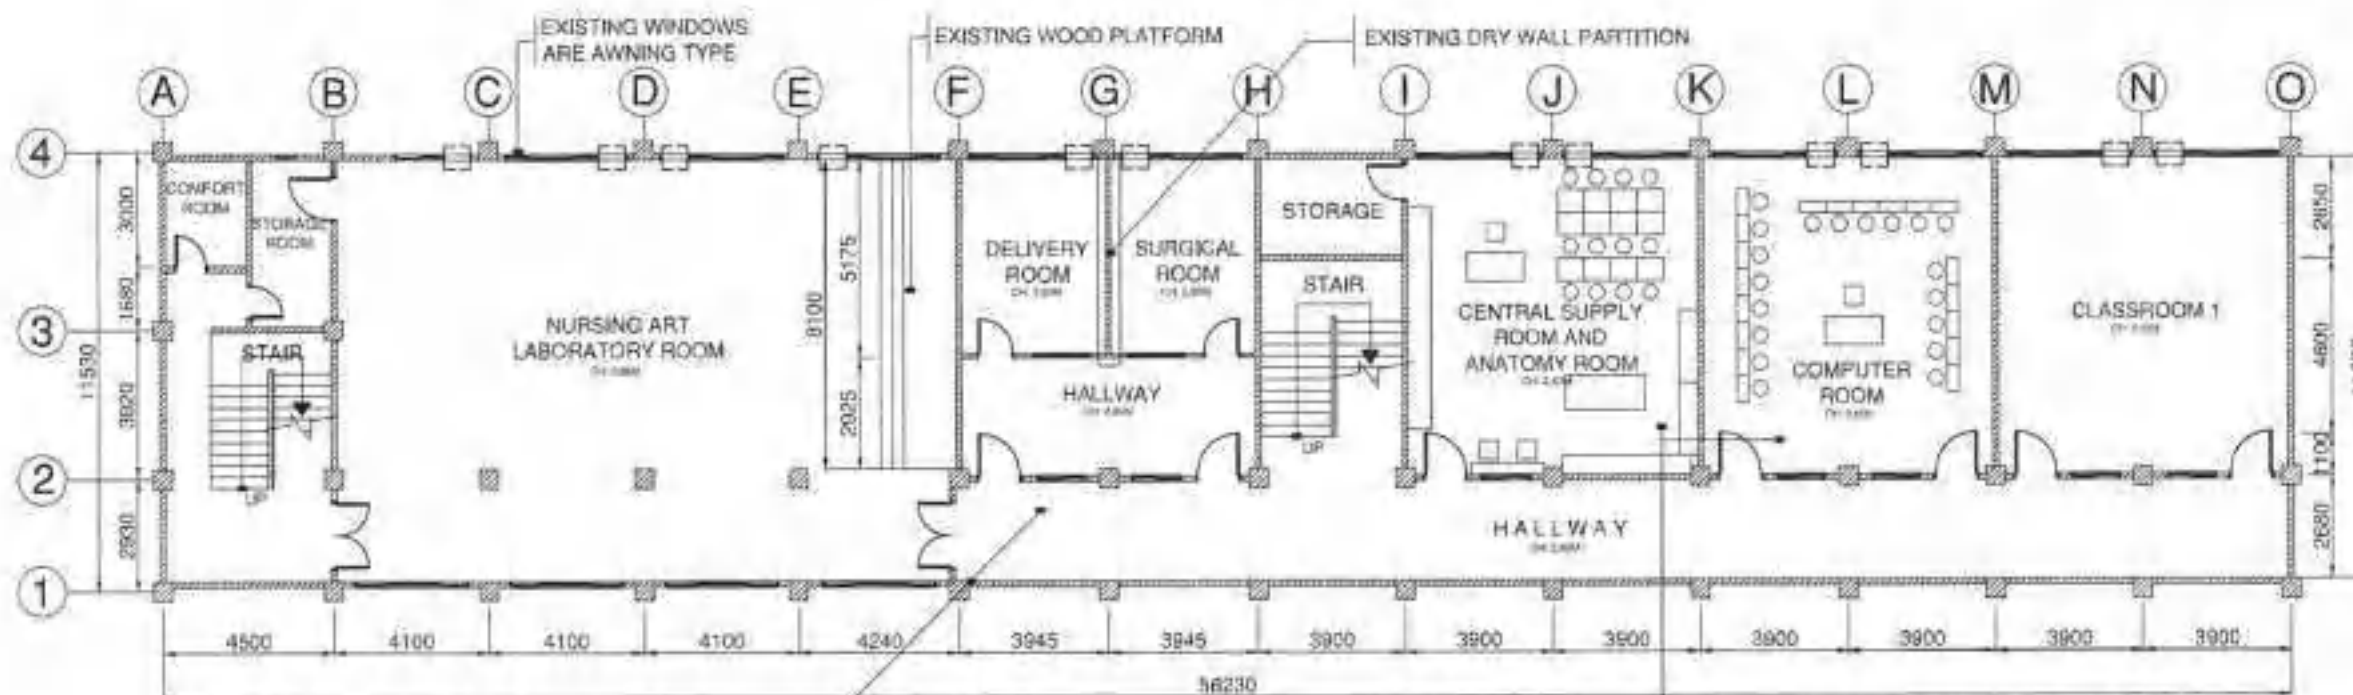 EXISTING WINDOWS
ARE AWNING TYPE
EXISTING WOOD PLATFORM
EXISTING DRY WALL PARTITION
A
B
C
D
E
F
G
H
I
J
K
L
M
N
O
4
3
2
1
3000
1680
3820
2930
11530
COMFORT
ROOM
STORAGE
ROOM
STAIR
UP
NURSING ART
LABORATORY ROOM
8100
5175
2925
DELIVERY
ROOM
SURGICAL
ROOM
HALLWAY
STORAGE
STAIR
UP
CENTRAL SUPPLY
ROOM AND
ANATOMY ROOM
COMPUTER
ROOM
CLASSROOM 1
HALLWAY
2650
4600
1100
2680
4500
4100
4100
4100
4240
3945
3945
3900
3900
3900
3900
3900
3900
3900
56230